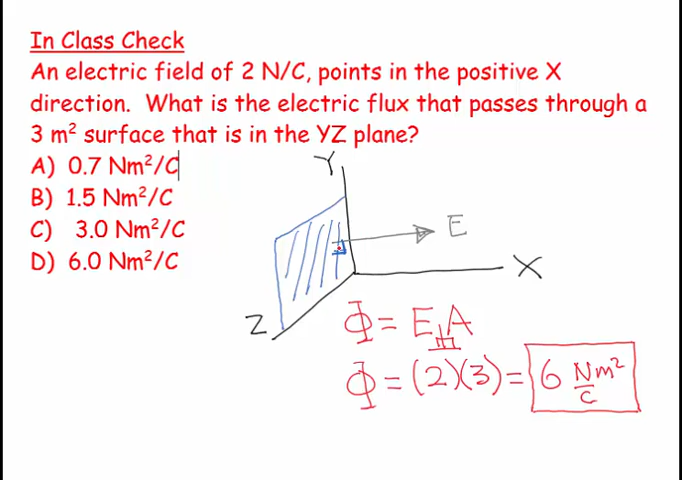 In Class Check
An electric field of 2 N/C, points in the positive X
direction. What is the electric flux that passes through a
3 m² surface that is in the YZ plane?
A) 0.7 Nm²/C
B) 1.5 Nm²/C
C) 3.0 Nm²/C
D) 6.0 Nm²/C
Y
E
X
Z
Φ = E⊥A
Φ = (2)(3) = 6 Nm²/C